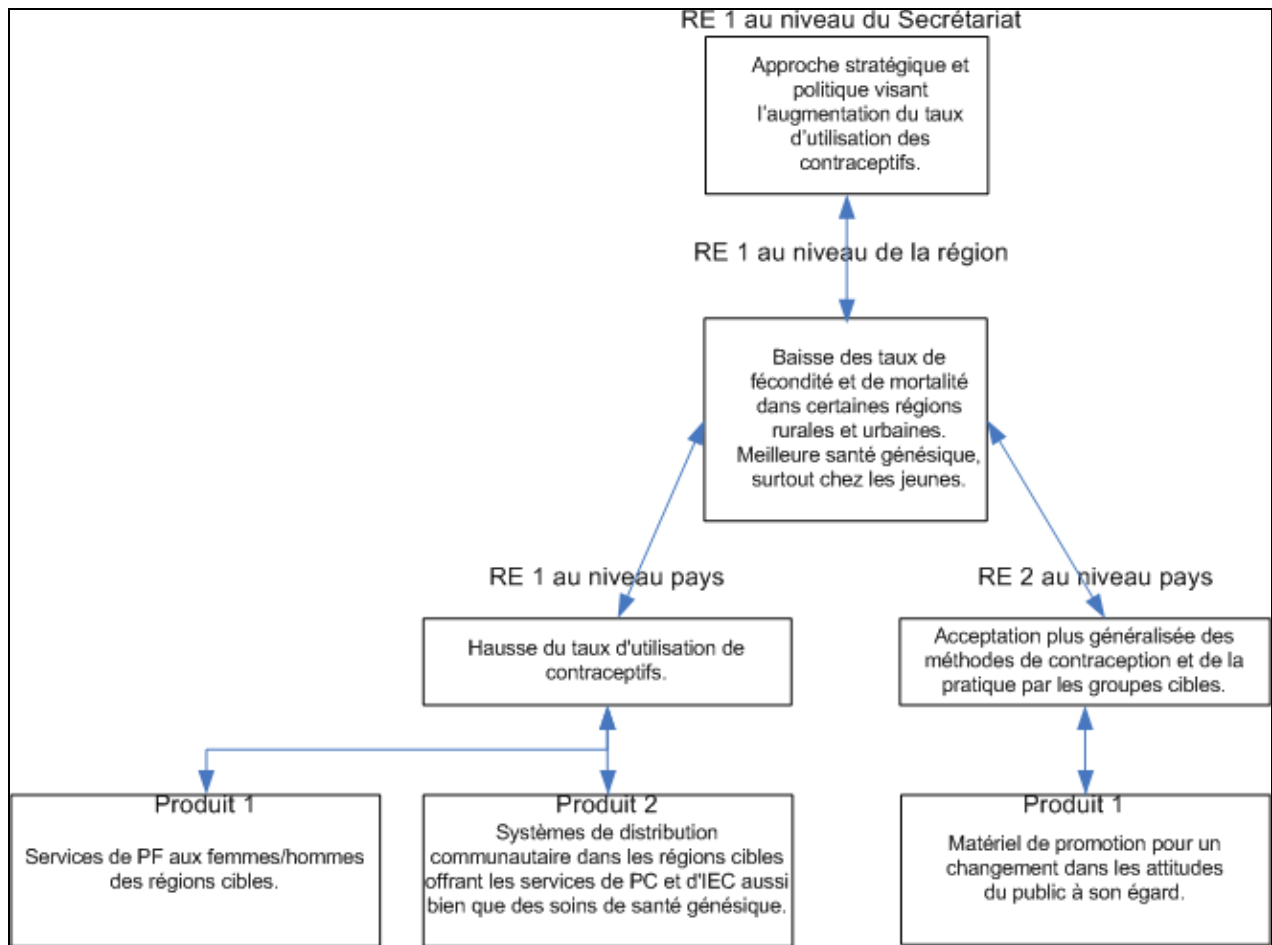 RE 1 au niveau du Secrétariat
Approche stratégique et
politique visant
l'augmentation du taux
d'utilisation des
contraceptifs.
RE 1 au niveau de la région
Baisse des taux de
fécondité et de mortalité
dans certaines régions
rurales et urbaines.
Meilleure santé génésique,
surtout chez les jeunes.
RE 1 au niveau pays
Hausse du taux d'utilisation de
contraceptifs.
RE 2 au niveau pays
Acceptation plus généralisée des
méthodes de contraception et de la
pratique par les groupes cibles.
Produit 1
Services de PF aux femmes/hommes
des régions cibles.
Produit 2
Systèmes de distribution
communautaire dans les régions cibles
offrant les services de PC et d'IEC aussi
bien que des soins de santé génésique.
Produit 1
Matériel de promotion pour un
changement dans les attitudes
du public à son égard.